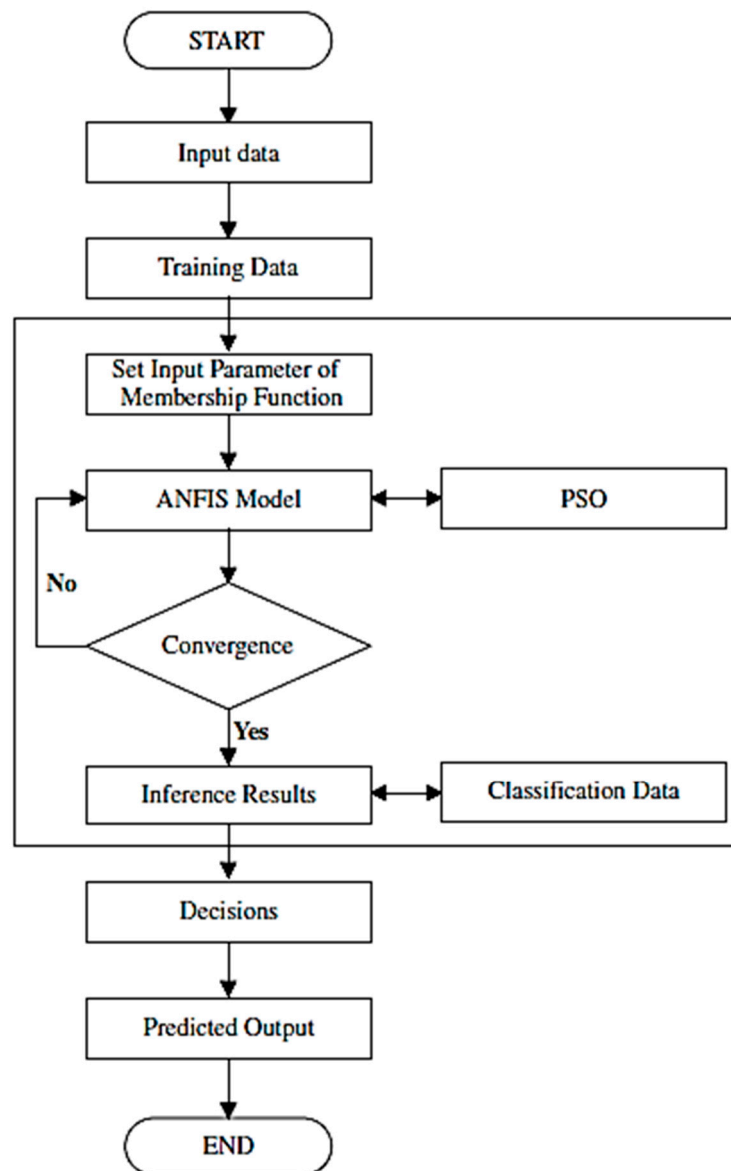 START
Input data
Training Data
Set Input Parameter of
Membership Function
ANFIS Model
PSO
No
Convergence
Yes
Inference Results
Classification Data
Decisions
Predicted Output
END